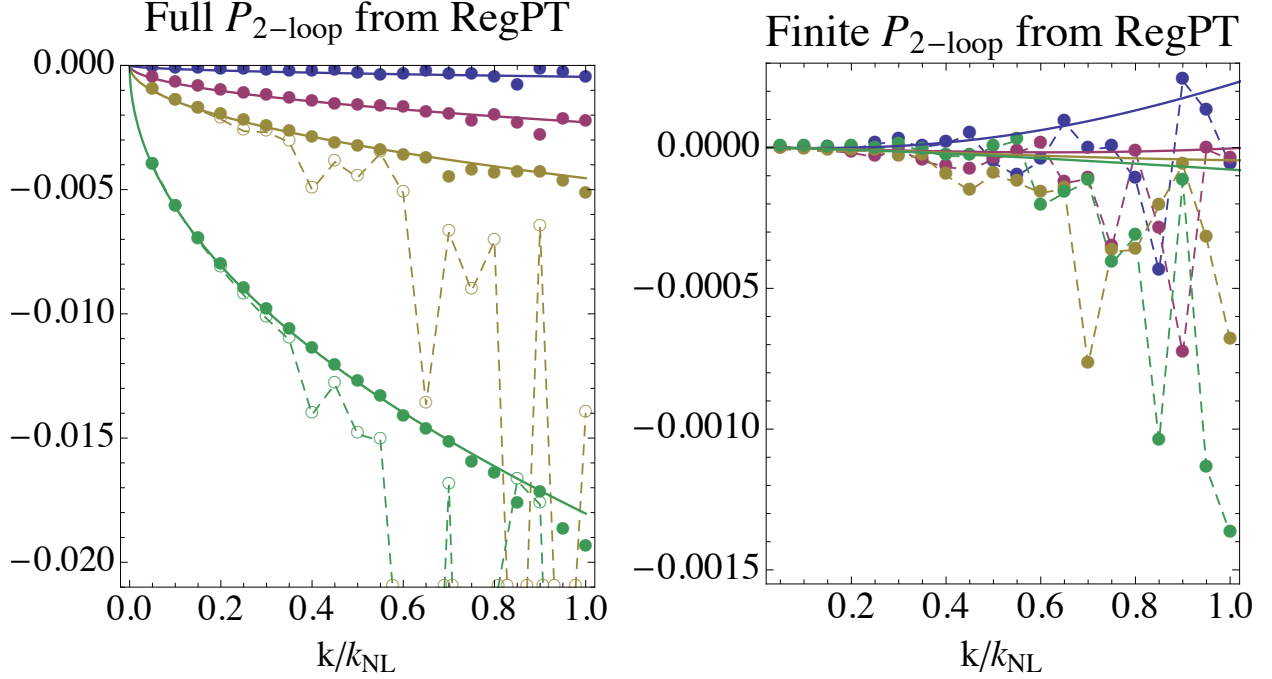 Full P2−loop from RegPT
0.000
−0.005
−0.010
−0.015
−0.020
0.0 0.2 0.4 0.6 0.8 1.0
k/kNL
Finite P2−loop from RegPT
0.0000
−0.0005
−0.0010
−0.0015
0.2 0.4 0.6 0.8 1.0
k/kNL